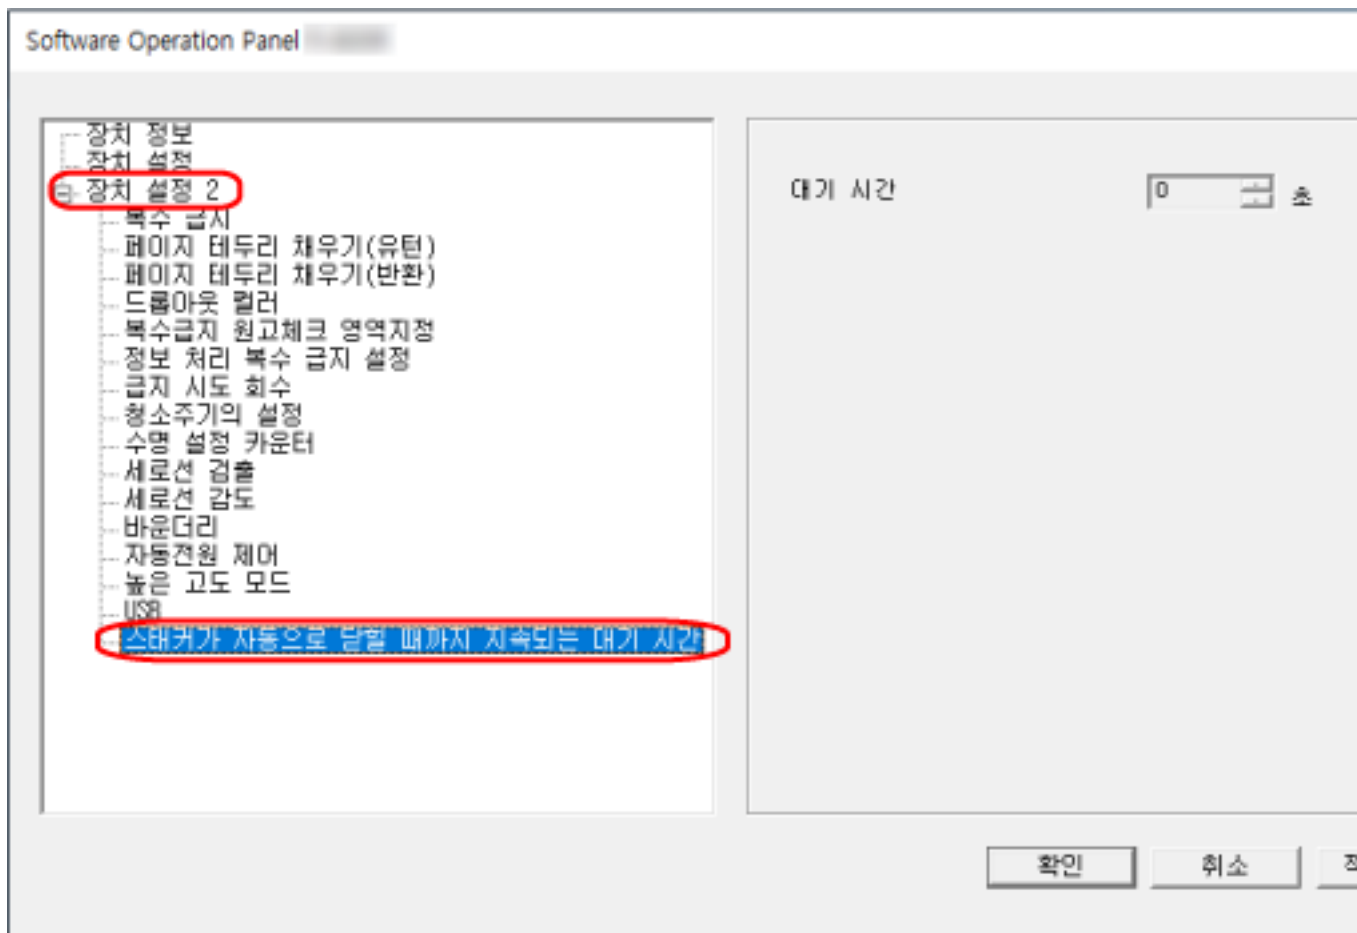 Software Operation Panel
장치 정보
장치 설정
장치 설정 2
복수 급지
페이지 테두리 채우기(유턴)
페이지 테두리 채우기(반환)
드롭아웃 컬러
복수급지 원고체크 영역지정
정보 처리 복수 급지 설정
급지 시도 회수
청소주기의 설정
수명 설정 카운터
세로선 검출
세로선 감도
바운더리
자동전원 제어
높은 고도 모드
USB
스태커가 자동으로 닫힐 때까지 지속되는 대기 시간
대기 시간 0 초
확인 취소